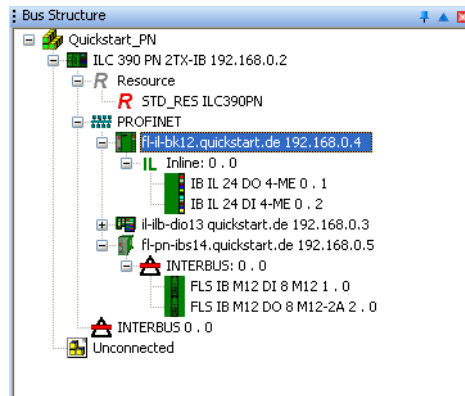 Bus Structure
Quickstart_PN
ILC 390 PN 2TX-IB 192.168.0.2
R Resource
R STD_RES ILC390PN
PROFINET
fl-il-bk12.quickstart.de 192.168.0.4
IL Inline: 0 . 0
IB IL 24 DO 4-ME 0 . 1
IB IL 24 DI 4-ME 0 . 2
il-ilb-dio13 quickstart.de 192.168.0.3
fl-pn-ibs14.quickstart.de 192.168.0.5
INTERBUS: 0 . 0
FLS IB M12 DI 8 M12 1 . 0
FLS IB M12 DO 8 M12-2A 2 . 0
INTERBUS 0 . 0
Unconnected